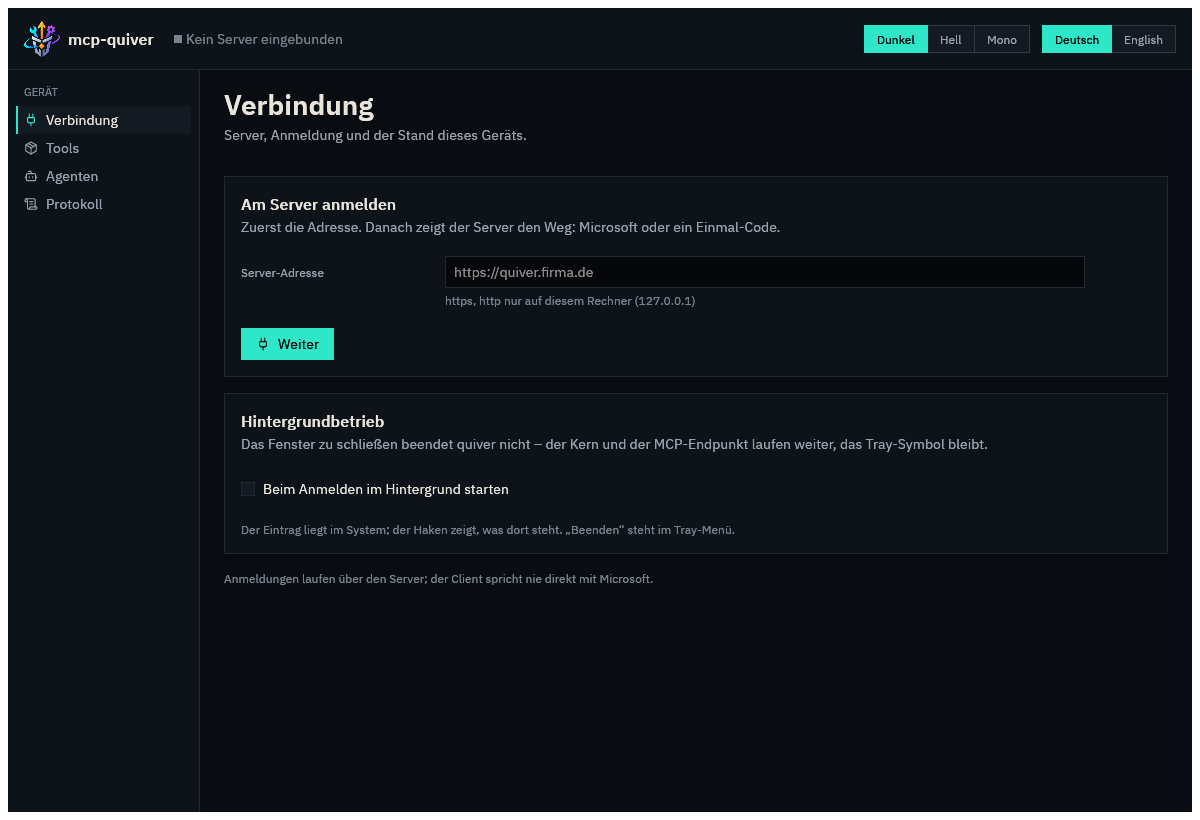 mcp-quiver
Kein Server eingebunden
Dunkel
Hell
Mono
Deutsch
English
GERÄT
Verbindung
Tools
Agenten
Protokoll
Verbindung
Server, Anmeldung und der Stand dieses Geräts.
Am Server anmelden
Zuerst die Adresse. Danach zeigt der Server den Weg: Microsoft oder ein Einmal-Code.
Server-Adresse
https://quiver.firma.de
https, http nur auf diesem Rechner (127.0.0.1)
Weiter
Hintergrundbetrieb
Das Fenster zu schließen beendet quiver nicht – der Kern und der MCP-Endpunkt laufen weiter, das Tray-Symbol bleibt.
Beim Anmelden im Hintergrund starten
Der Eintrag liegt im System; der Haken zeigt, was dort steht. „Beenden“ steht im Tray-Menü.
Anmeldungen laufen über den Server; der Client spricht nie direkt mit Microsoft.